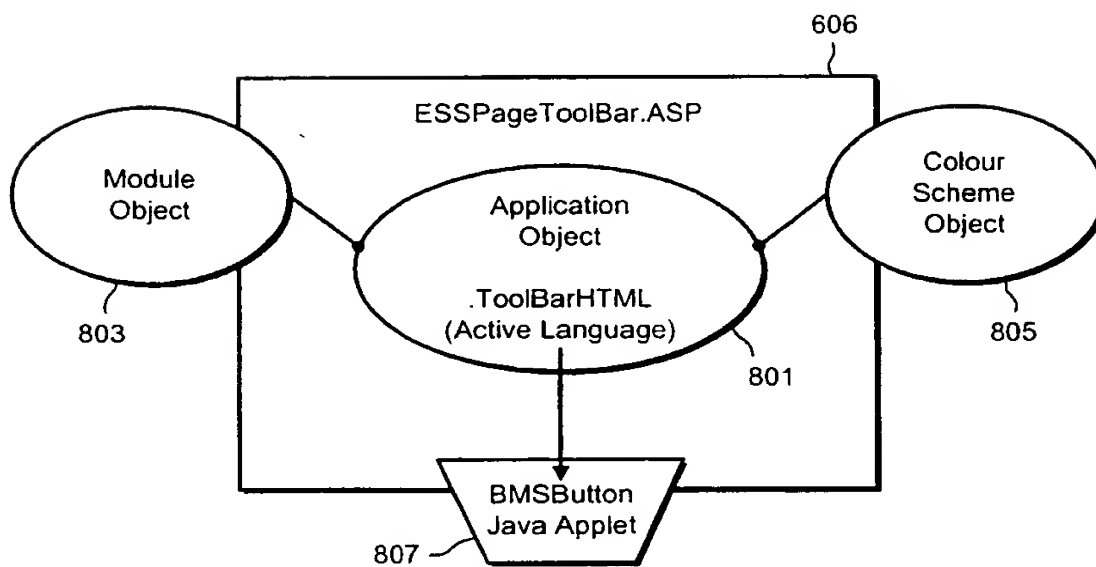 606
ESSPageToolBar.ASP
Module
Object
Application
Object
Colour
Scheme
Object
.ToolBarHTML
(Active Language)
803
801
805
BMSButton
Java Applet
807